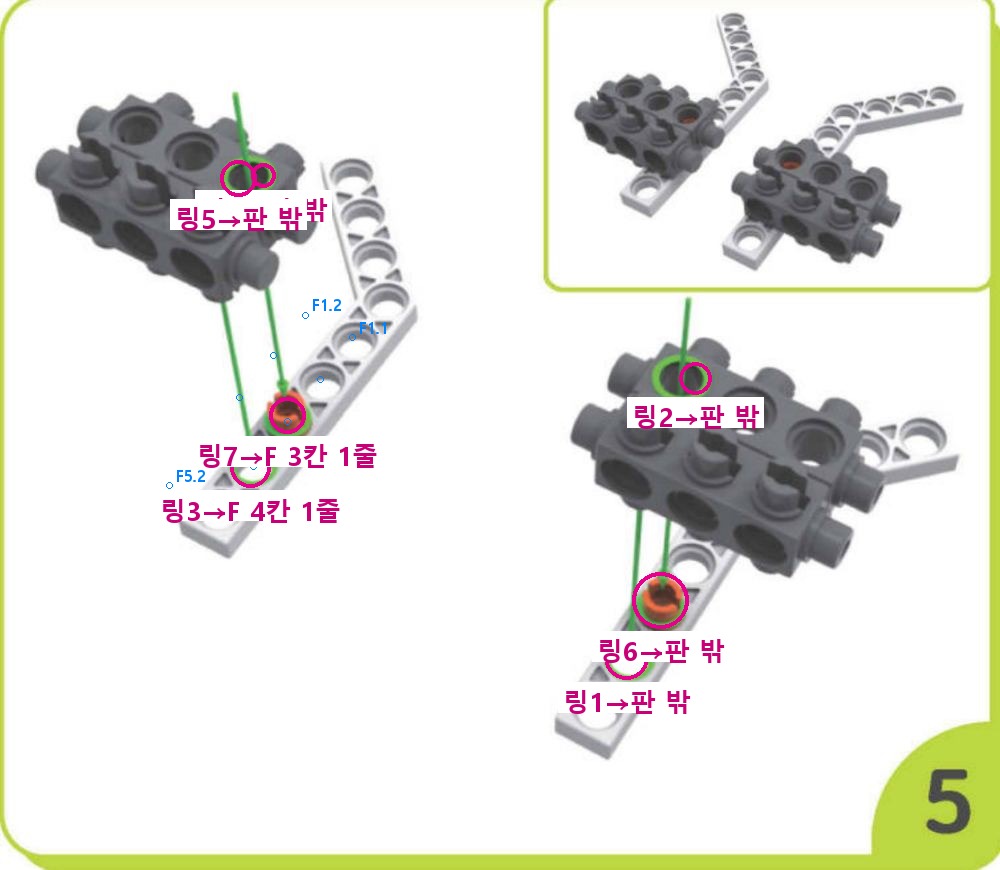 밖
링5→판 밖
F1.2
F1.1
링2→판 밖
링7→F 3칸 1줄
F5.2
링3→F 4칸 1줄
링6→판 밖
링1→판 밖
5